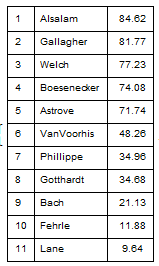 1 Alsalam 84.62
2 Gallagher 81.77
3 Welch 77.23
4 Boesenecker 74.08
5 Astrove 71.74
6 VanVoorhis 48.26
7 Phillippe 34.96
8 Gotthardt 34.68
9 Bach 21.13
10 Fehrle 11.88
11 Lane 9.64